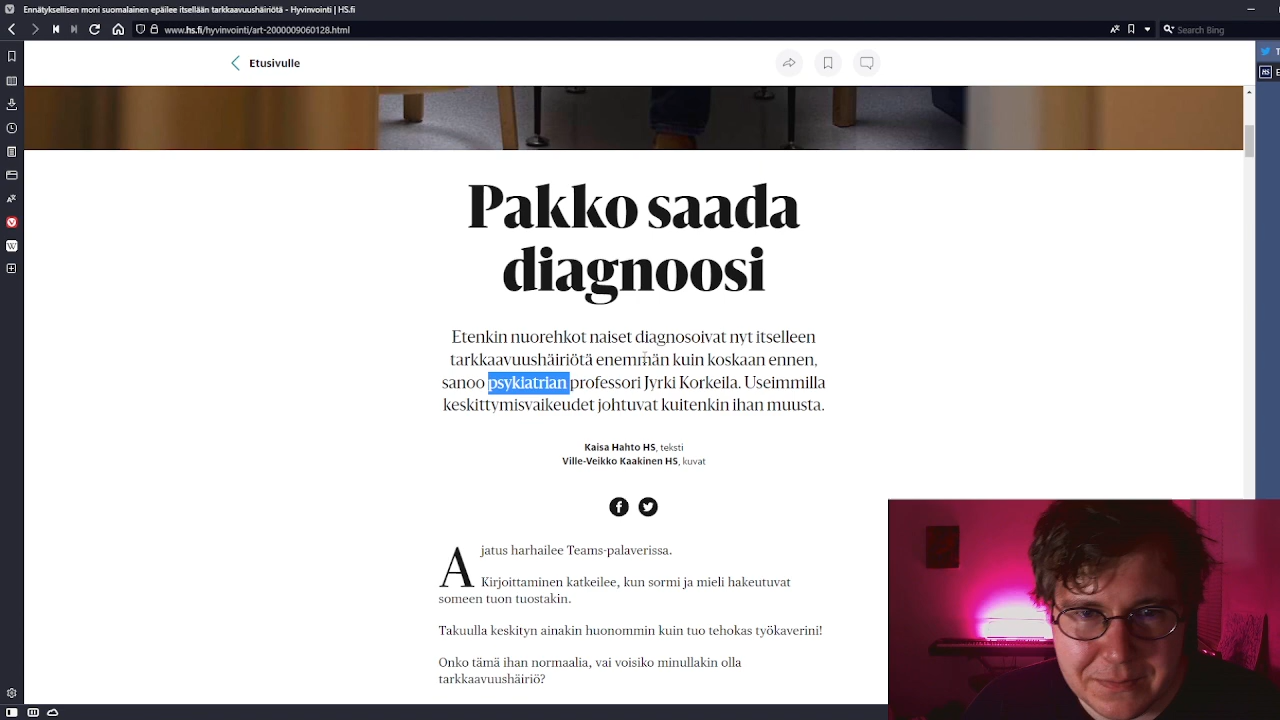 Ennätyksellisen moni suomalainen epäilee itsellään tarkkaavuushäiriötä - Hyvinvointi | HS.fi
www.hs.fi/hyvinvointi/art-2000009060128.html
Search Bing
Etusivulle
Pakko saada
diagnoosi
Etenkin nuorehkot naiset diagnosoivat nyt itselleen
tarkkaavuushäiriötä enemmän kuin koskaan ennen,
sanoo psykiatrian professori Jyrki Korkeila. Useimmilla
keskittymisvaikeudet johtuvat kuitenkin ihan muusta.
Kaisa Hahto HS, teksti
Ville-Veikko Kaakinen HS, kuvat
Ajatus harhailee Teams-palaverissa.
Kirjoittaminen katkeilee, kun sormi ja mieli hakeutuvat
someen tuon tuostakin.
Takuulla keskityn ainakin huonommin kuin tuo tehokas työkaverini!
Onko tämä ihan normaalia, vai voisiko minullakin olla
tarkkaavuushäiriö?